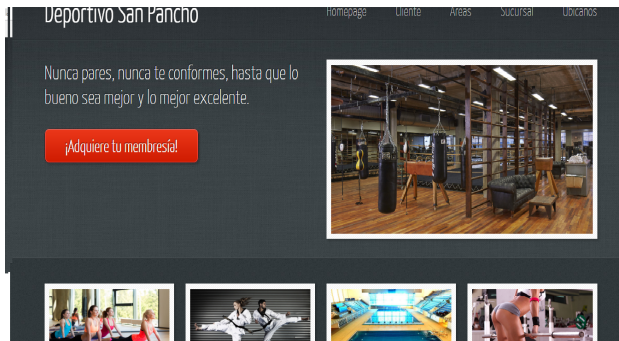 Deportivo San Pancho
Homepage Cliente Areas Sucursal Ubicanos
Nunca pares, nunca te conformes, hasta que lo
bueno sea mejor y lo mejor excelente.
¡Adquiere tu membresía!